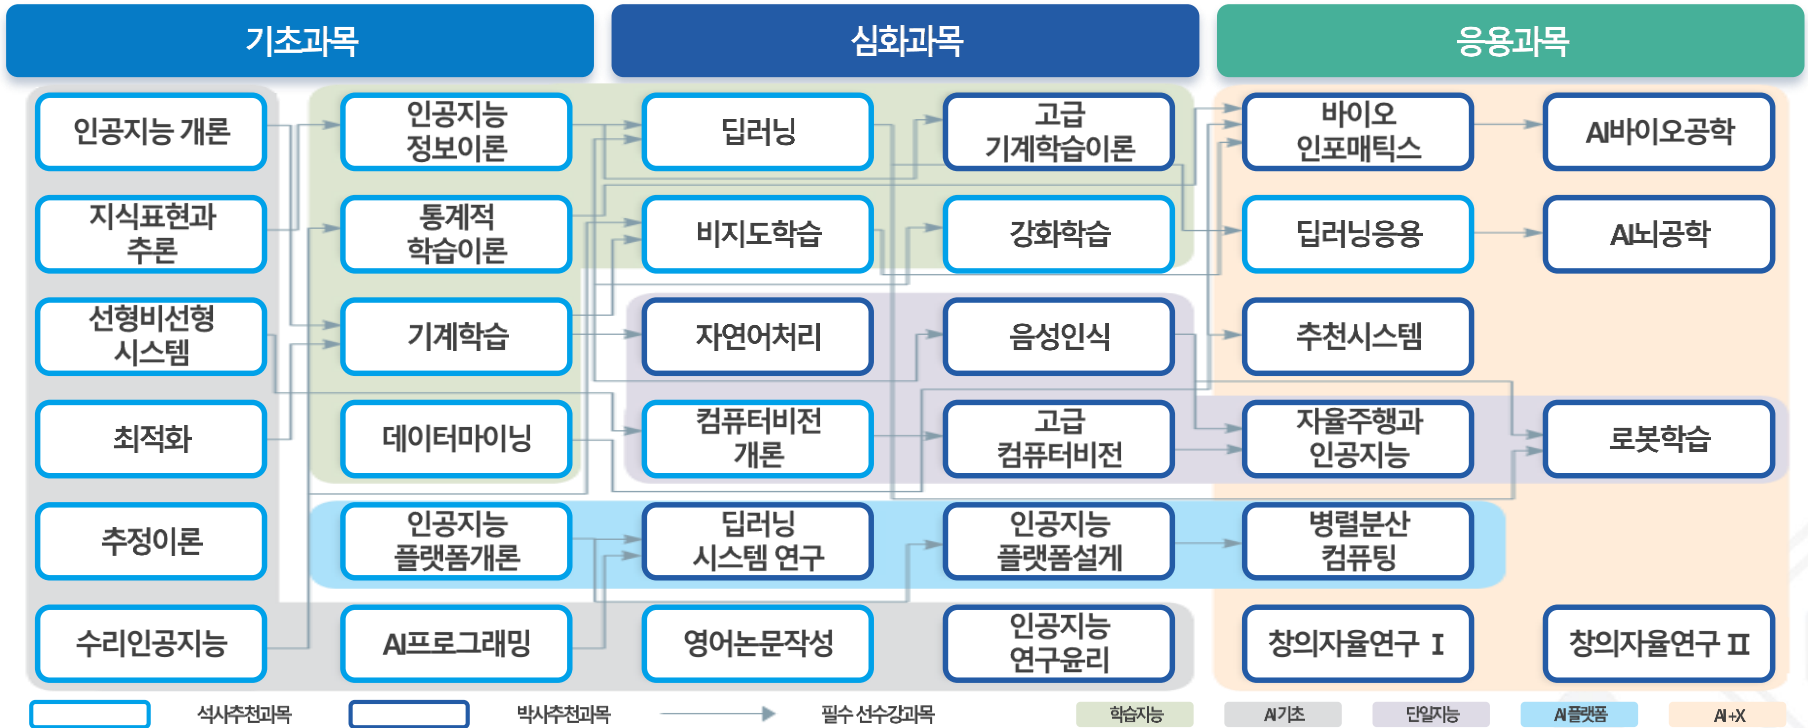 기초과목
심화과목
응용과목
인공지능 개론
인공지능
정보이론
딥러닝
고급
기계학습이론
바이오
인포매틱스
AI바이오공학
지식표현과
추론
통계적
학습이론
비지도학습
강화학습
딥러닝응용
AI뇌공학
선형비선형
시스템
기계학습
자연어처리
음성인식
추천시스템
최적화
데이터마이닝
컴퓨터비전
개론
고급
컴퓨터비전
자율주행과
인공지능
로봇학습
추정이론
인공지능
플랫폼개론
딥러닝
시스템 연구
인공지능
플랫폼설계
병렬분산
컴퓨팅
수리인공지능
AI프로그래밍
영어논문작성
인공지능
연구윤리
창의자율연구 Ⅰ
창의자율연구 Ⅱ
석사추천과목
박사추천과목
필수 선수강과목
학습지능
AI 기초
단일지능
AI 플랫폼
AI+X